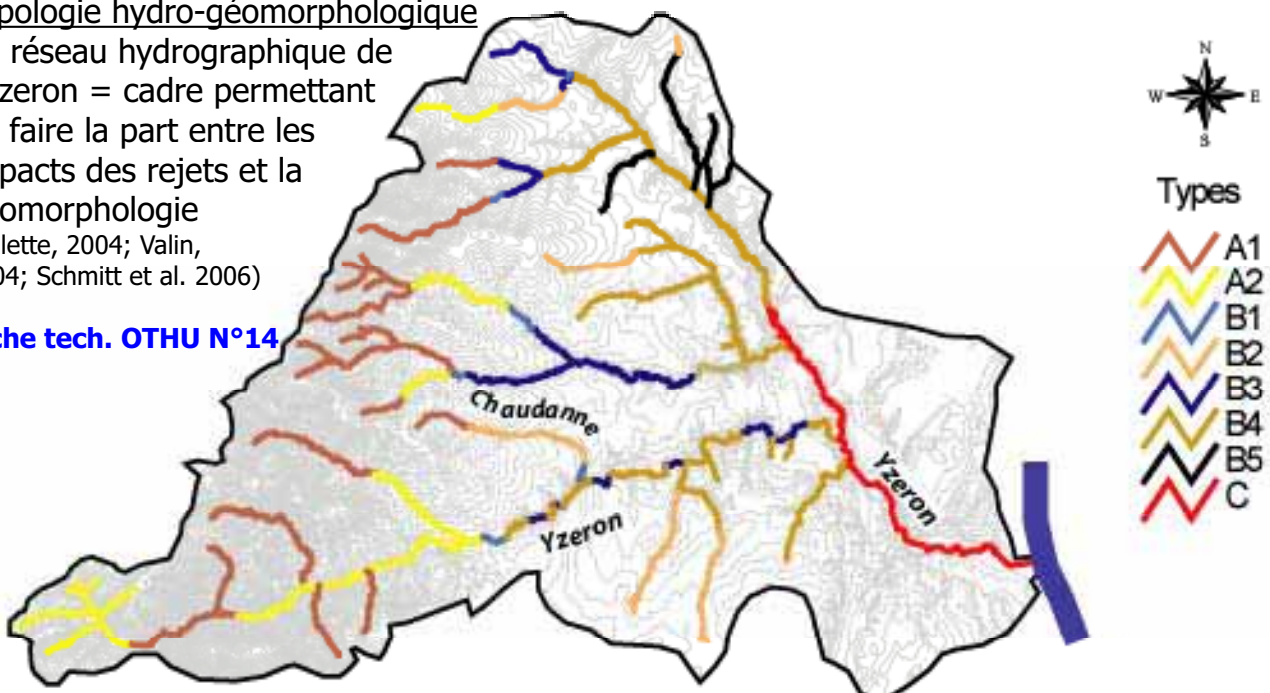 pologie hydro-géomorphologique
réseau hydrographique de
zeron = cadre permettant
faire la part entre les
pacts des rejets et la
omorphologie
lette, 2004; Valin,
04; Schmitt et al. 2006)
che tech. OTHU N°14
N
W
E
S
Types
A1
A2
B1
B2
B3
B4
B5
C
Chaudanne
Yzeron
Yzeron